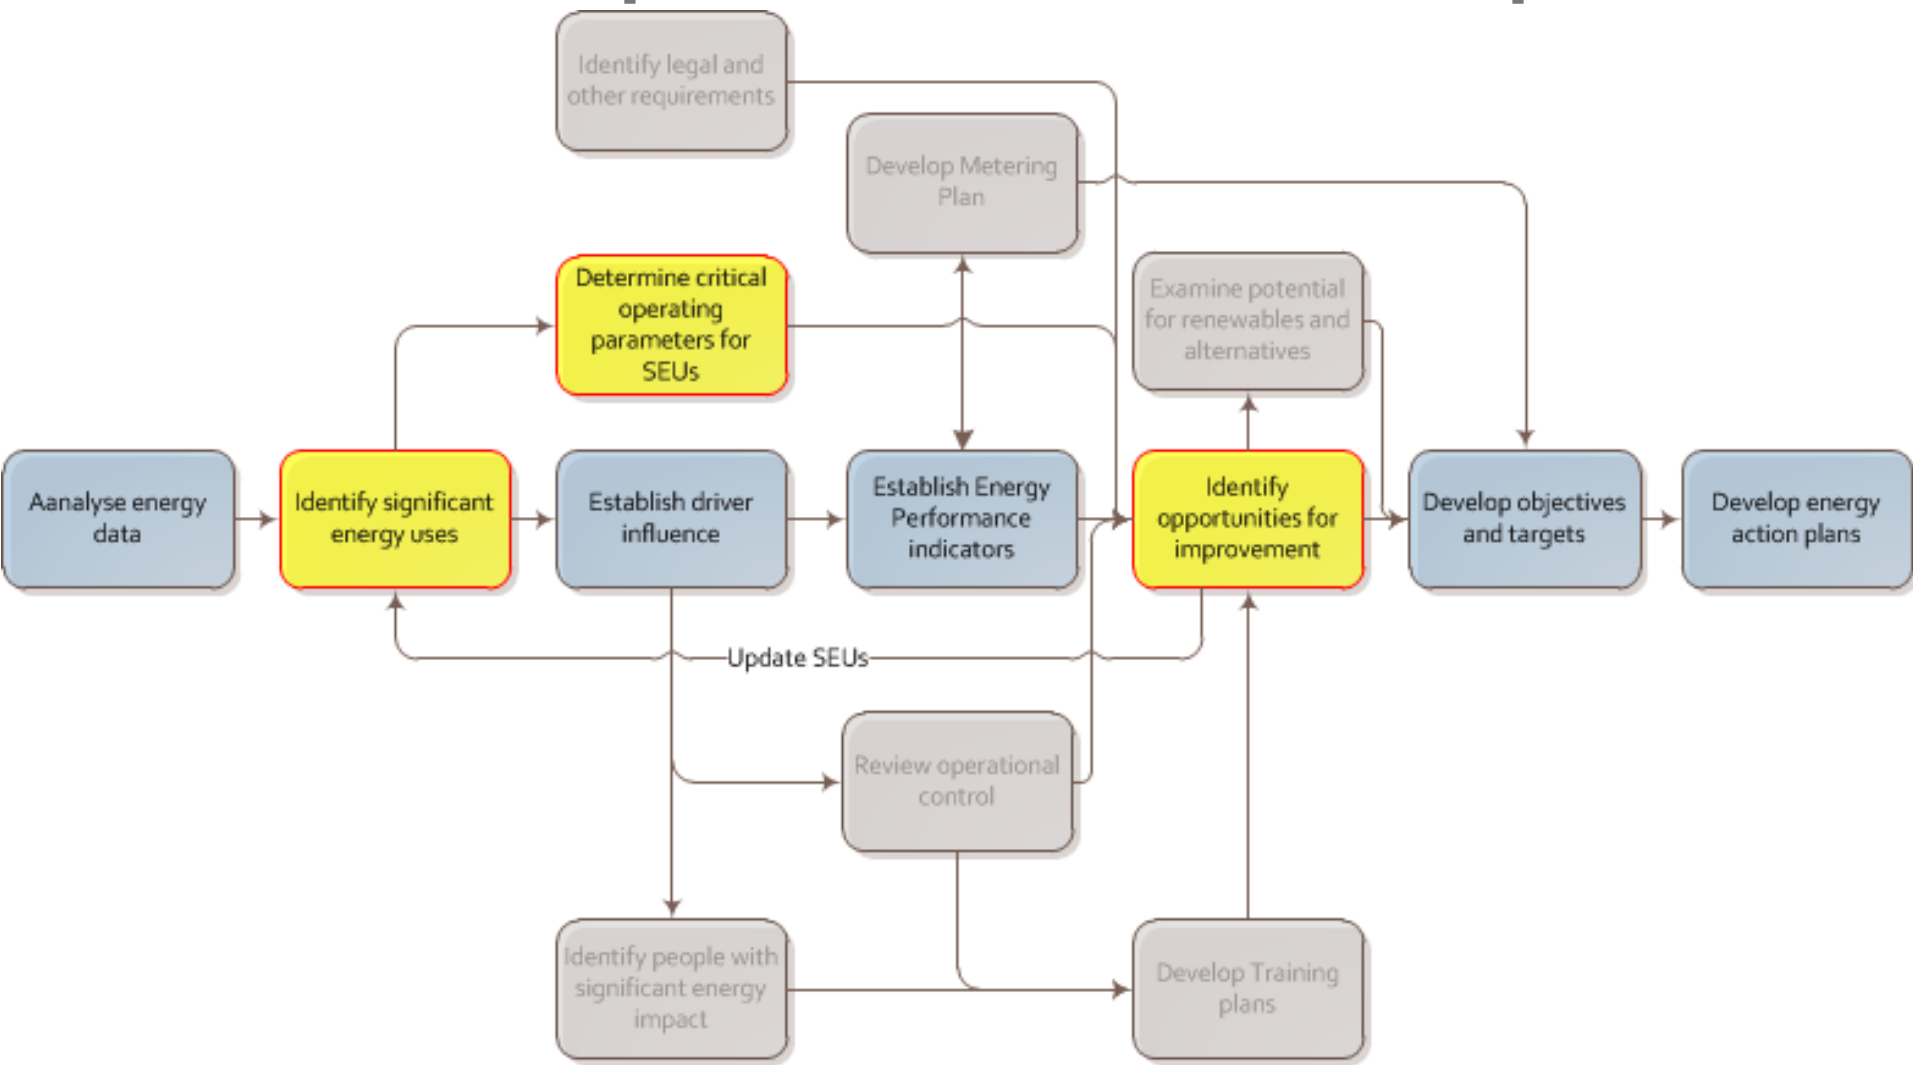 Identify legal and
other requirements
Develop Metering
Plan
Determine critical
operating
parameters for
SEUs
Examine potential
for renewables and
alternatives
Aanalyse energy
data
Identify significant
energy uses
Establish driver
influence
Establish Energy
Performance
indicators
Identify
opportunities for
improvement
Develop objectives
and targets
Develop energy
action plans
Update SEUs
Review operational
control
Identify people with
significant energy
impact
Develop Training
plans